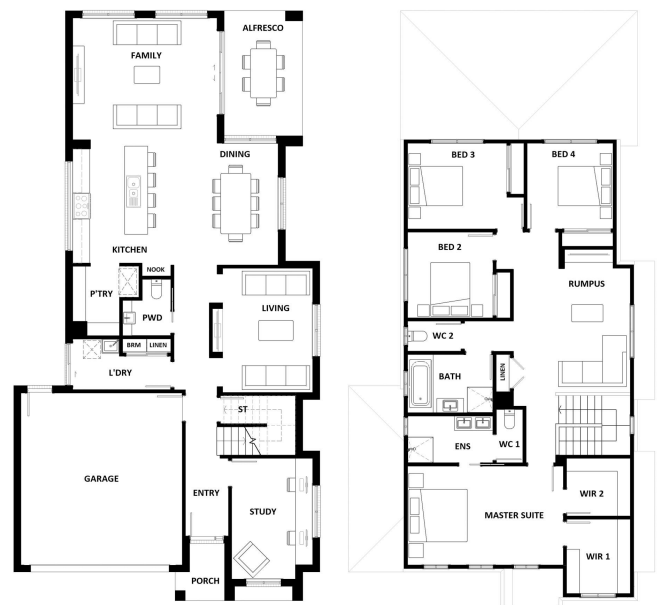 ALFRESCO
FAMILY
DINING
KITCHEN
NOOK
P'TRY
PWD
LIVING
BRM
LINEN
L'DRY
ST
GARAGE
ENTRY
STUDY
PORCH
BED 3
BED 4
BED 2
RUMPUS
WC 2
BATH
LINEN
ENS
WC 1
WIR 2
MASTER SUITE
WIR 1